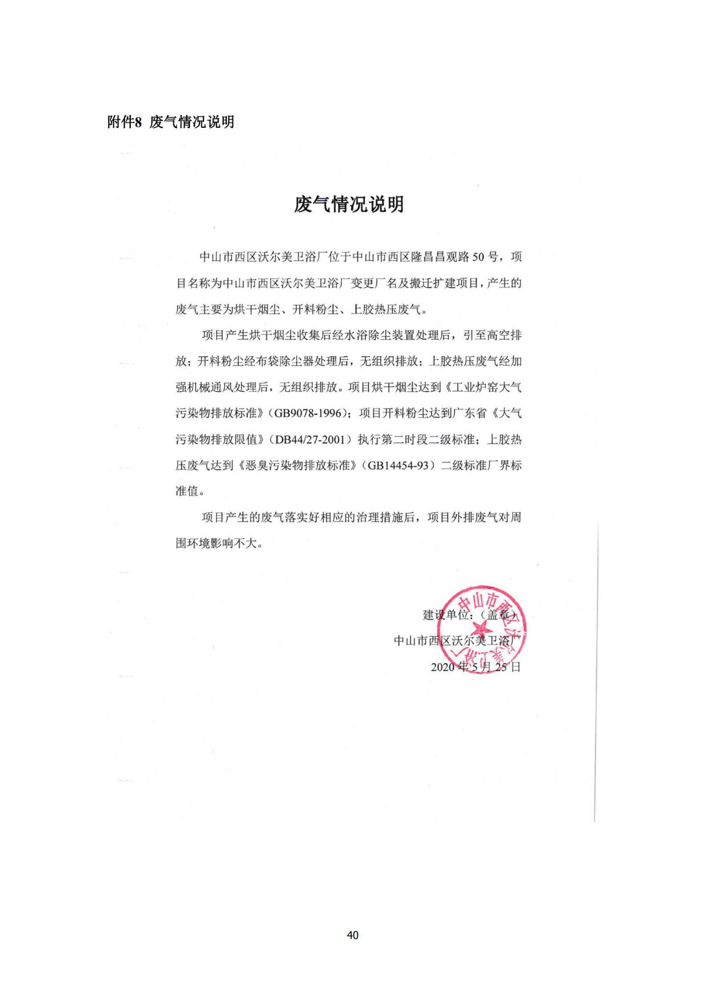 附件8 废气情况说明
废气情况说明
中山市西区沃尔美卫浴厂位于中山市西区隆昌昌观路 50 号，项
目名称为中山市西区沃尔美卫浴厂变更厂名及搬迁扩建项目，产生的
废气主要为烘干烟尘、开料粉尘、上胶热压废气。
项目产生烘干烟尘收集后经水浴除尘装置处理后，引至高空排
放；开料粉尘经布袋除尘器处理后，无组织排放；上胶热压废气经加
强机械通风处理后，无组织排放。项目烘干烟尘达到《工业炉窑大气
污染物排放标准》（GB9078-1996）；项目开料粉尘达到广东省《大气
污染物排放限值》（DB44/27-2001）执行第二时段二级标准；上胶热
压废气达到《恶臭污染物排放标准》（GB14454-93）二级标准厂界标
准值。
项目产生的废气落实好相应的治理措施后，项目外排废气对周
围环境影响不大。
建设单位：（盖章）
中山市西区沃尔美卫浴厂
2020 年 5 月 25 日
中山市西区沃尔美卫浴厂
40